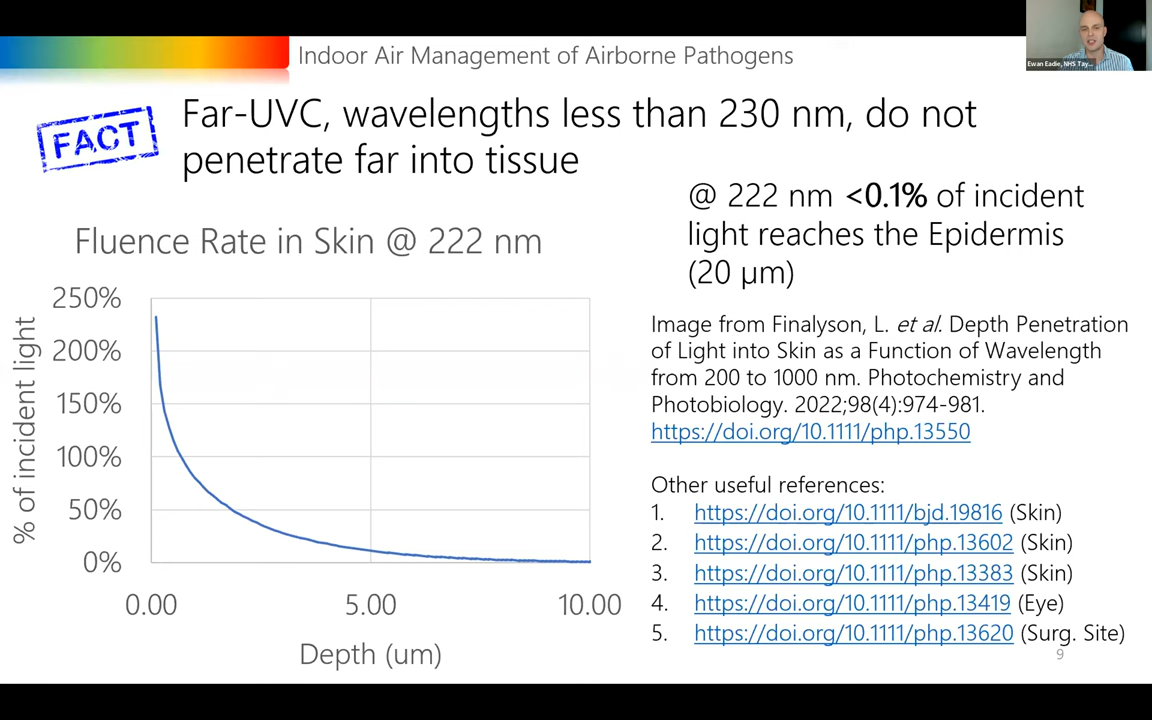 Indoor Air Management of Airborne Pathogens
Ewan Eadie, NHS Tay...
FACT
Far-UVC, wavelengths less than 230 nm, do not
penetrate far into tissue
@ 222 nm <0.1% of incident
light reaches the Epidermis
(20 µm)
Fluence Rate in Skin @ 222 nm
% of incident light
250%
200%
150%
100%
50%
0%
0.00 5.00 10.00
Depth (um)
Image from Finalyson, L. et al. Depth Penetration
of Light into Skin as a Function of Wavelength
from 200 to 1000 nm. Photochemistry and
Photobiology. 2022;98(4):974-981.
https://doi.org/10.1111/php.13550
Other useful references:
1. https://doi.org/10.1111/bjd.19816 (Skin)
2. https://doi.org/10.1111/php.13602 (Skin)
3. https://doi.org/10.1111/php.13383 (Skin)
4. https://doi.org/10.1111/php.13419 (Eye)
5. https://doi.org/10.1111/php.13620 (Surg. Site)
9